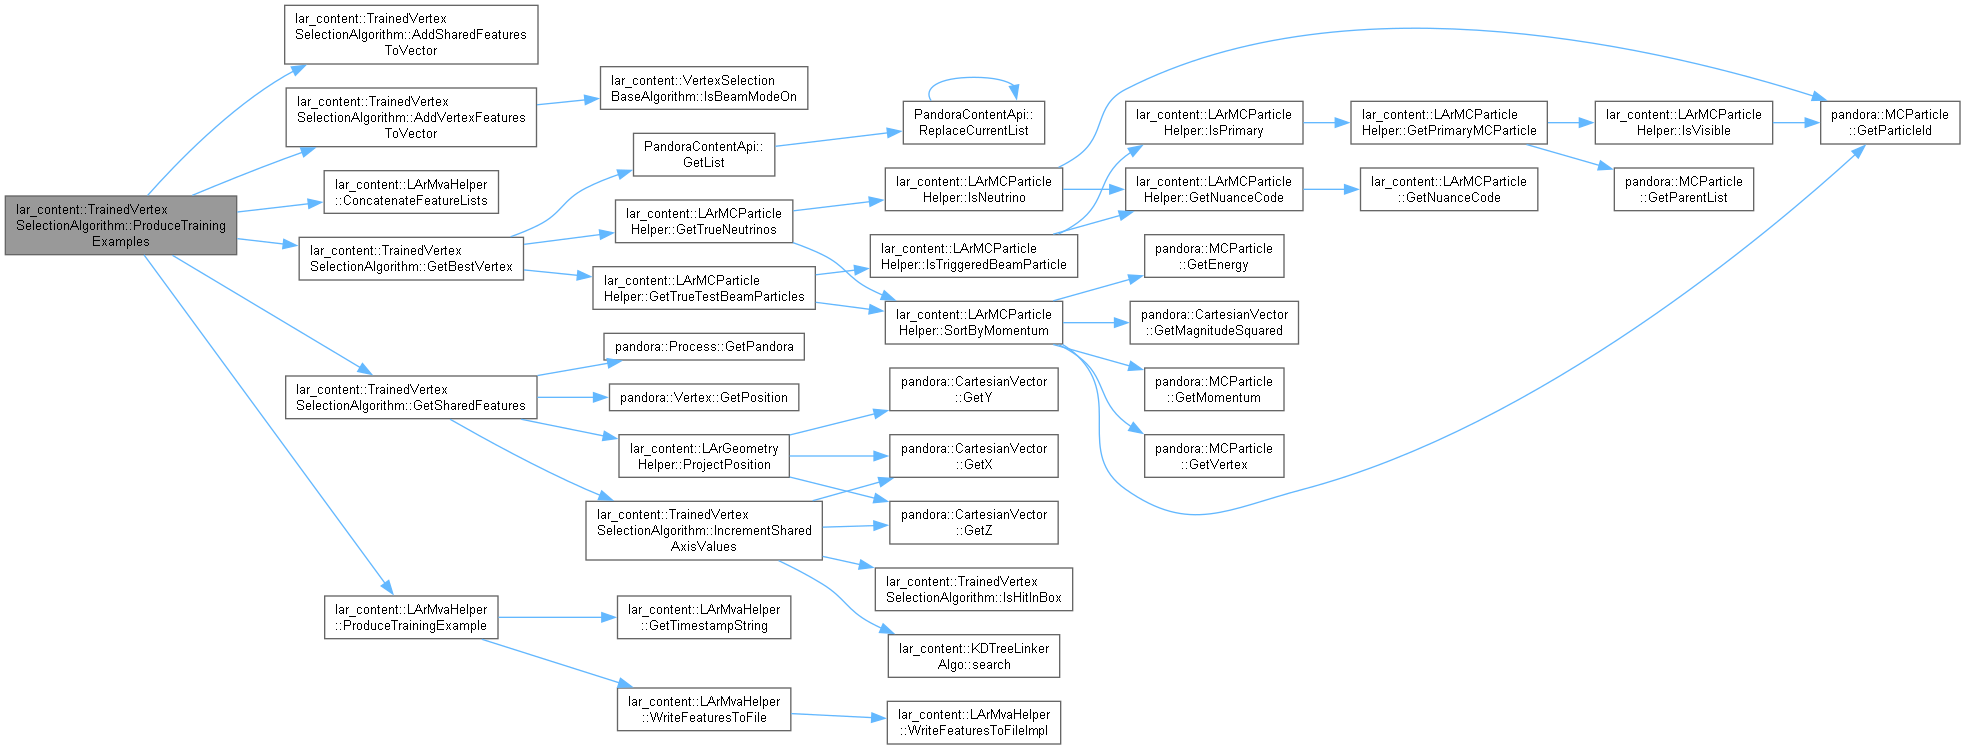 lar_content::TrainedVertex
SelectionAlgorithm::ProduceTraining
Examples
lar_content::TrainedVertex
SelectionAlgorithm::AddSharedFeatures
ToVector
lar_content::TrainedVertex
SelectionAlgorithm::AddVertexFeatures
ToVector
lar_content::VertexSelection
BaseAlgorithm::IsBeamModeOn
lar_content::LArMvaHelper
::ConcatenateFeatureLists
lar_content::TrainedVertex
SelectionAlgorithm::GetBestVertex
PandoraContentApi::
GetList
PandoraContentApi::
ReplaceCurrentList
lar_content::LArMCParticle
Helper::GetTrueNeutrinos
lar_content::LArMCParticle
Helper::IsNeutrino
lar_content::LArMCParticle
Helper::GetTrueTestBeamParticles
lar_content::LArMCParticle
Helper::IsTriggeredBeamParticle
lar_content::LArMCParticle
Helper::SortByMomentum
lar_content::LArMCParticle
Helper::IsPrimary
lar_content::LArMCParticle
Helper::GetPrimaryMCParticle
lar_content::LArMCParticle
Helper::IsVisible
pandora::MCParticle
::GetParticleId
lar_content::LArMCParticle
Helper::GetNuanceCode
lar_content::LArMCParticle
::GetNuanceCode
pandora::MCParticle
::GetParentList
pandora::MCParticle
::GetEnergy
pandora::CartesianVector
::GetMagnitudeSquared
pandora::MCParticle
::GetMomentum
pandora::MCParticle
::GetVertex
lar_content::TrainedVertex
SelectionAlgorithm::GetSharedFeatures
pandora::Process::GetPandora
pandora::Vertex::GetPosition
lar_content::LArGeometry
Helper::ProjectPosition
pandora::CartesianVector
::GetY
pandora::CartesianVector
::GetX
pandora::CartesianVector
::GetZ
lar_content::TrainedVertex
SelectionAlgorithm::IncrementShared
AxisValues
lar_content::TrainedVertex
SelectionAlgorithm::IsHitInBox
lar_content::KDTreeLinker
Algo::search
lar_content::LArMvaHelper
::ProduceTrainingExample
lar_content::LArMvaHelper
::GetTimestampString
lar_content::LArMvaHelper
::WriteFeaturesToFile
lar_content::LArMvaHelper
::WriteFeaturesToFileImpl